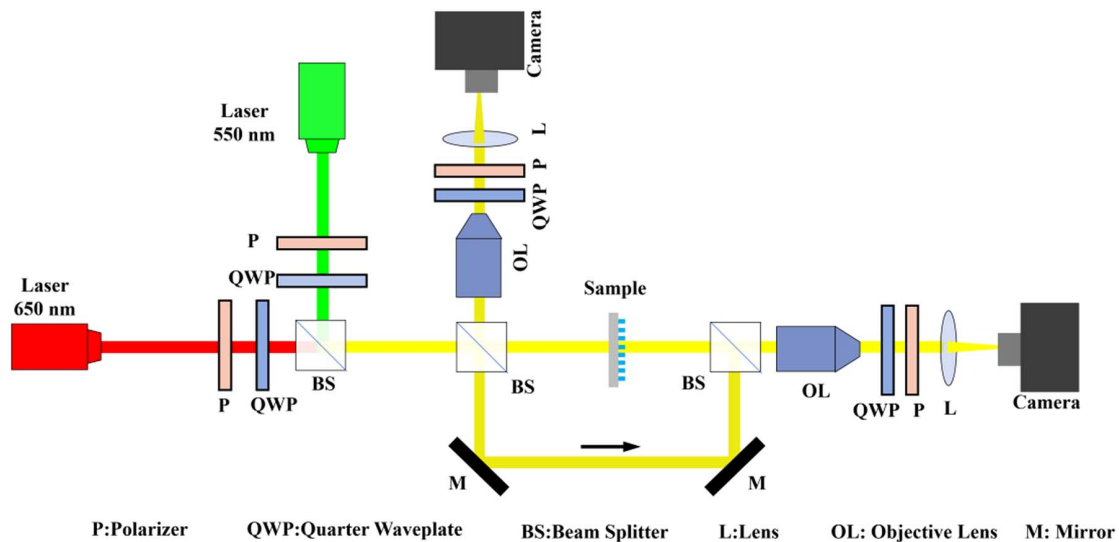 Camera
Laser
550 nm
L
P
QWP
OL
P
QWP
Laser
650 nm
Sample
BS
BS
BS
P
QWP
OL
QWP
P
L
Camera
M
M
P:Polarizer
QWP:Quarter Waveplate
BS:Beam Splitter
L:Lens
OL: Objective Lens
M: Mirror